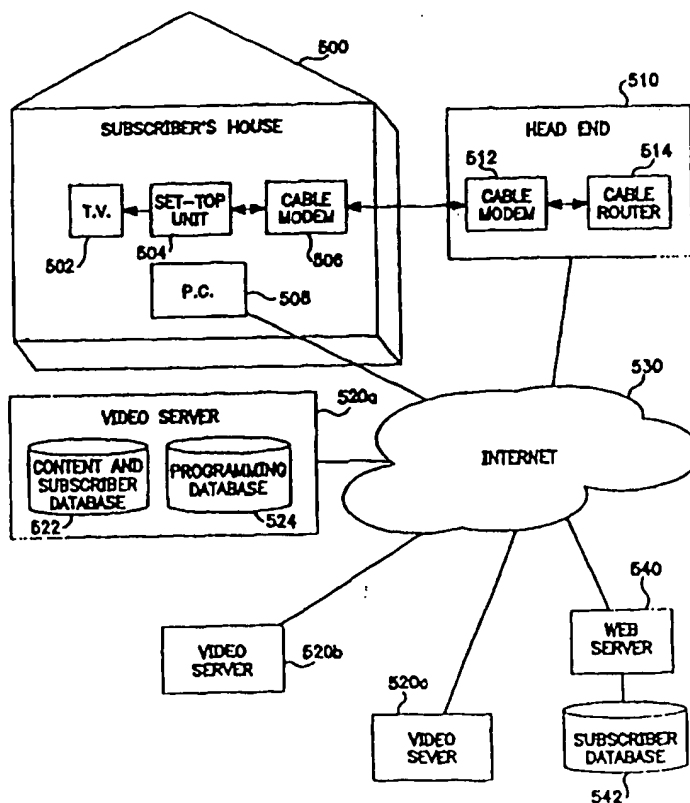 500
SUBSCRIBER'S HOUSE
T.V.
502
SET-TOP
UNIT
504
CABLE
MODEM
506
P.C.
508
510
HEAD END
512
CABLE
MODEM
514
CABLE
ROUTER
530
INTERNET
520a
VIDEO SERVER
CONTENT AND
SUBSCRIBER
DATABASE
522
PROGRAMMING
DATABASE
524
VIDEO
SERVER
520b
520c
VIDEO
SEVER
540
WEB
SERVER
SUBSCRIBER
DATABASE
542